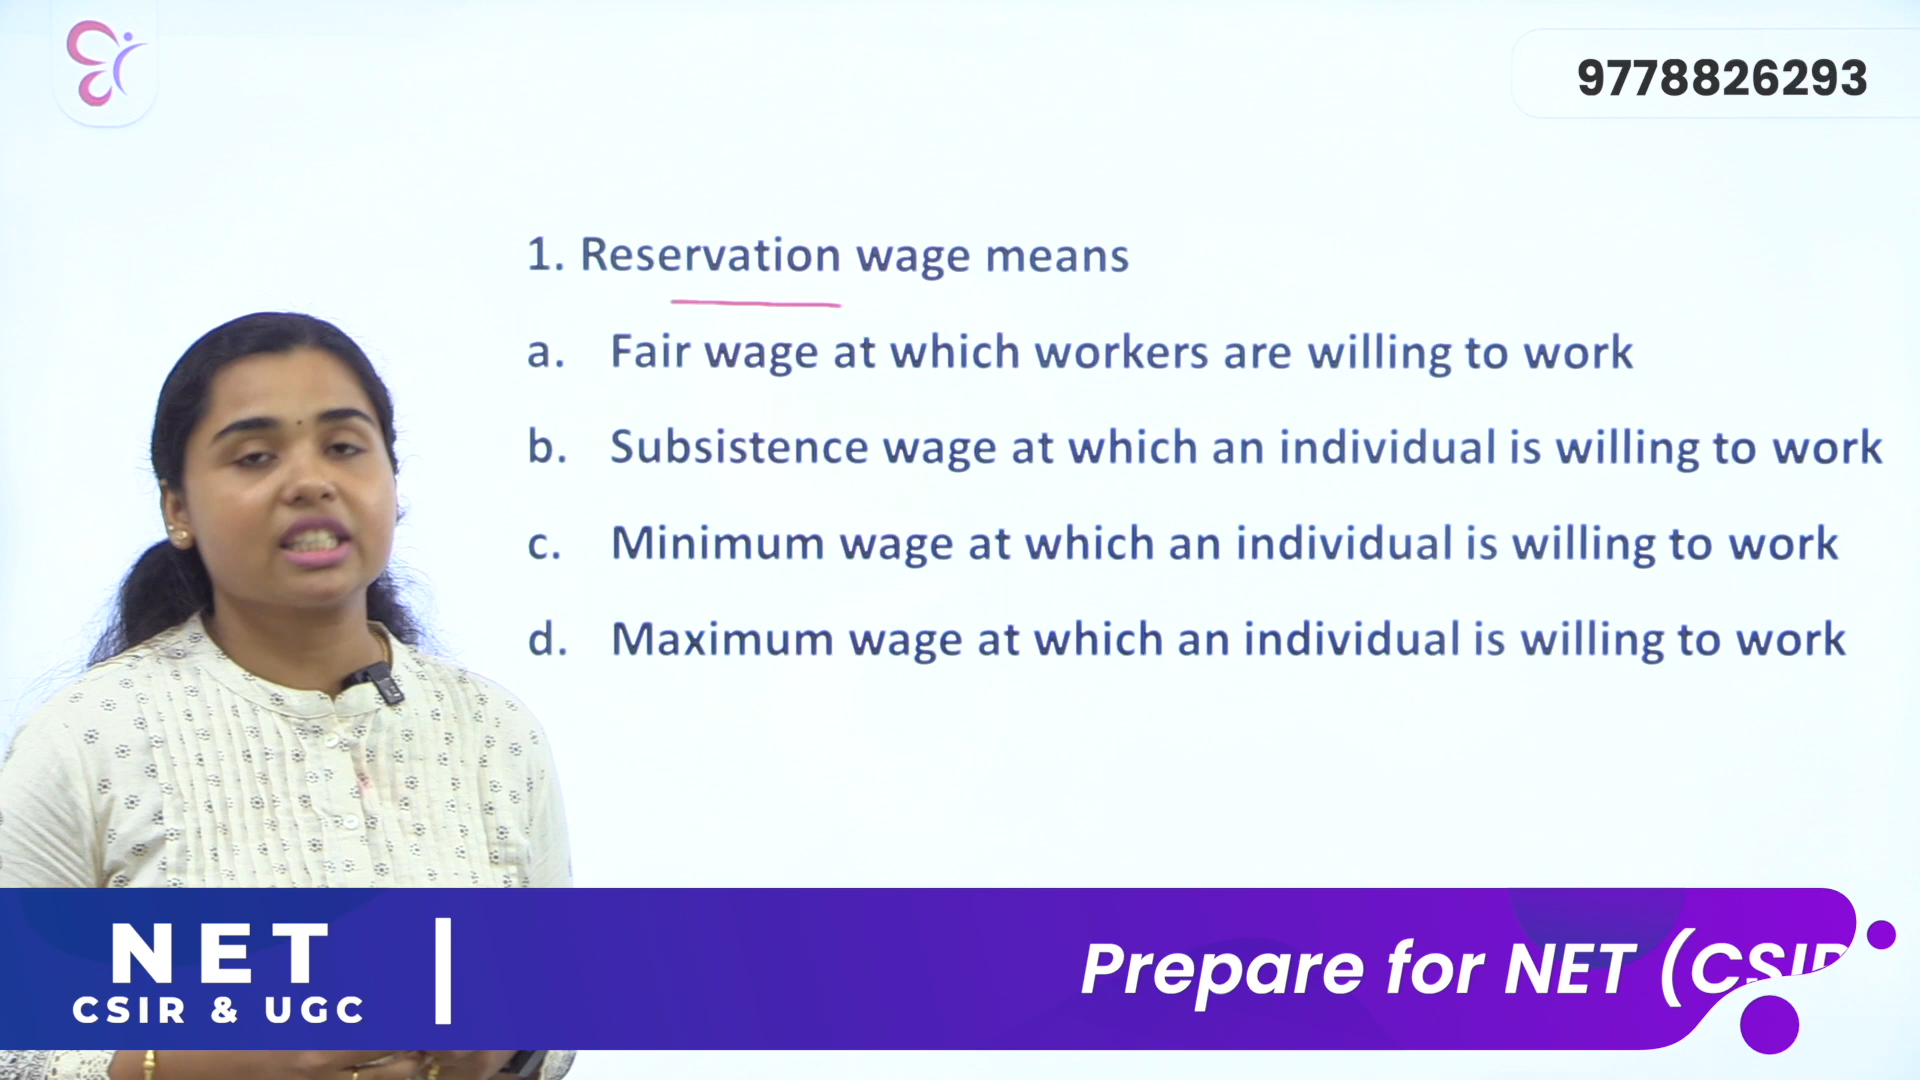 9778826293
1. Reservation wage means
a. Fair wage at which workers are willing to work
b. Subsistence wage at which an individual is willing to work
c. Minimum wage at which an individual is willing to work
d. Maximum wage at which an individual is willing to work
NET
CSIR & UGC
Prepare for NET (CSIR